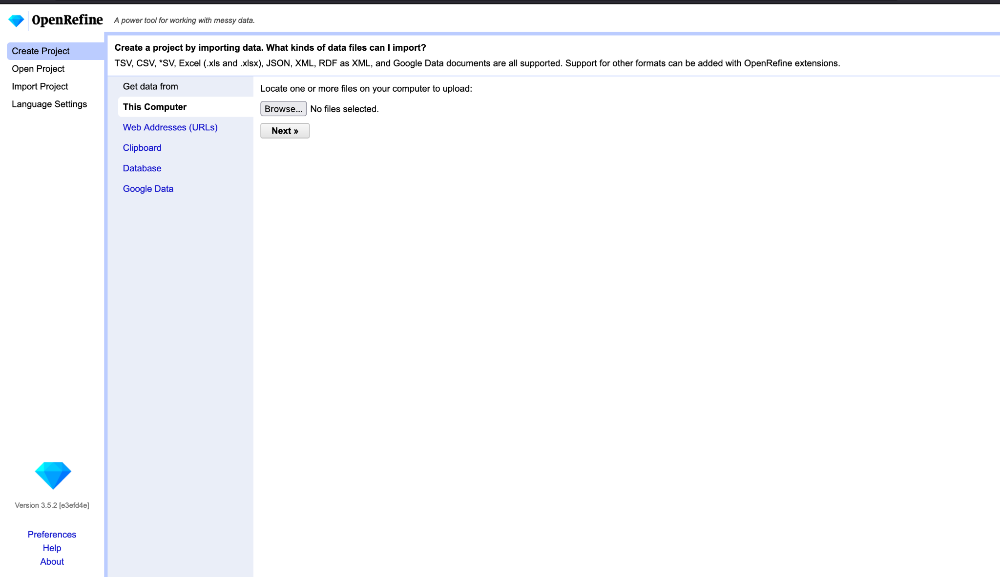 OpenRefine
A power tool for working with messy data.
Create Project
Open Project
Import Project
Language Settings
Create a project by importing data. What kinds of data files can I import?
TSV, CSV, *SV, Excel (.xls and .xlsx), JSON, XML, RDF as XML, and Google Data documents are all supported. Support for other formats can be added with OpenRefine extensions.
Get data from
This Computer
Web Addresses (URLs)
Clipboard
Database
Google Data
Locate one or more files on your computer to upload:
Browse... No files selected.
Next »
Version 3.5.2 [e3efd4e]
Preferences
Help
About